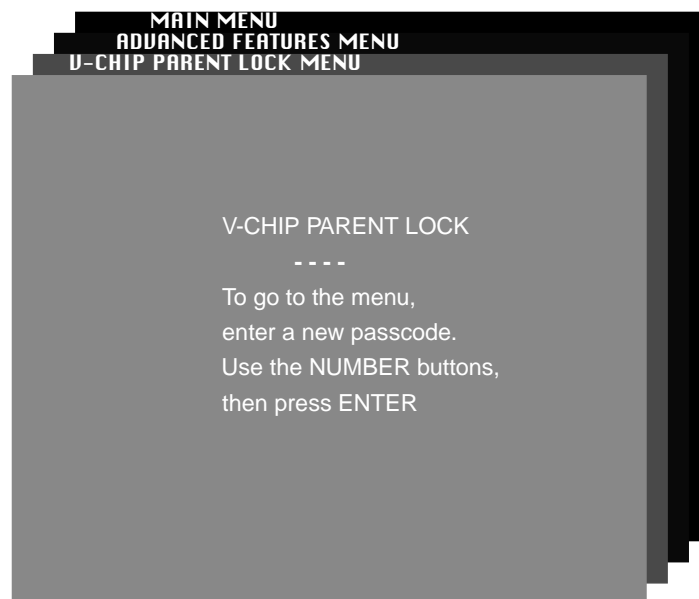 MAIN MENU
ADVANCED FEATURES MENU
V-CHIP PARENT LOCK MENU
V-CHIP PARENT LOCK
- - - -
To go to the menu,
enter a new passcode.
Use the NUMBER buttons,
then press ENTER